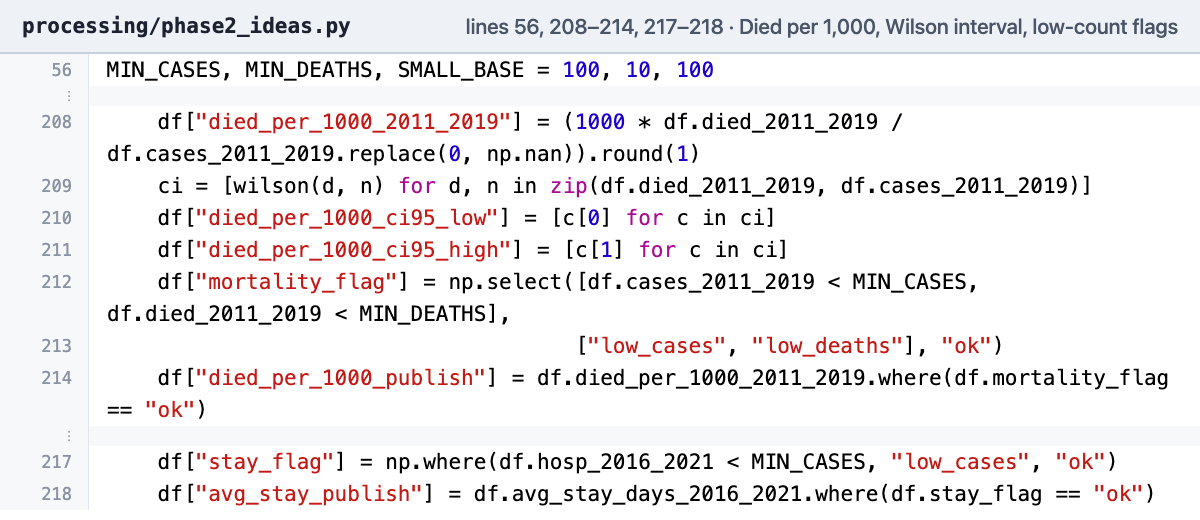 processing/phase2_ideas.py lines 56, 208–214, 217–218 · Died per 1,000, Wilson interval, low-count flags
56 MIN_CASES, MIN_DEATHS, SMALL_BASE = 100, 10, 100
⋮
208 df["died_per_1000_2011_2019"] = (1000 * df.died_2011_2019 /
df.cases_2011_2019.replace(0, np.nan)).round(1)
209 ci = [wilson(d, n) for d, n in zip(df.died_2011_2019, df.cases_2011_2019)]
210 df["died_per_1000_ci95_low"] = [c[0] for c in ci]
211 df["died_per_1000_ci95_high"] = [c[1] for c in ci]
212 df["mortality_flag"] = np.select([df.cases_2011_2019 < MIN_CASES,
df.died_2011_2019 < MIN_DEATHS],
213 ["low_cases", "low_deaths"], "ok")
214 df["died_per_1000_publish"] = df.died_per_1000_2011_2019.where(df.mortality_flag
== "ok")
⋮
217 df["stay_flag"] = np.where(df.hosp_2016_2021 < MIN_CASES, "low_cases", "ok")
218 df["avg_stay_publish"] = df.avg_stay_days_2016_2021.where(df.stay_flag == "ok")